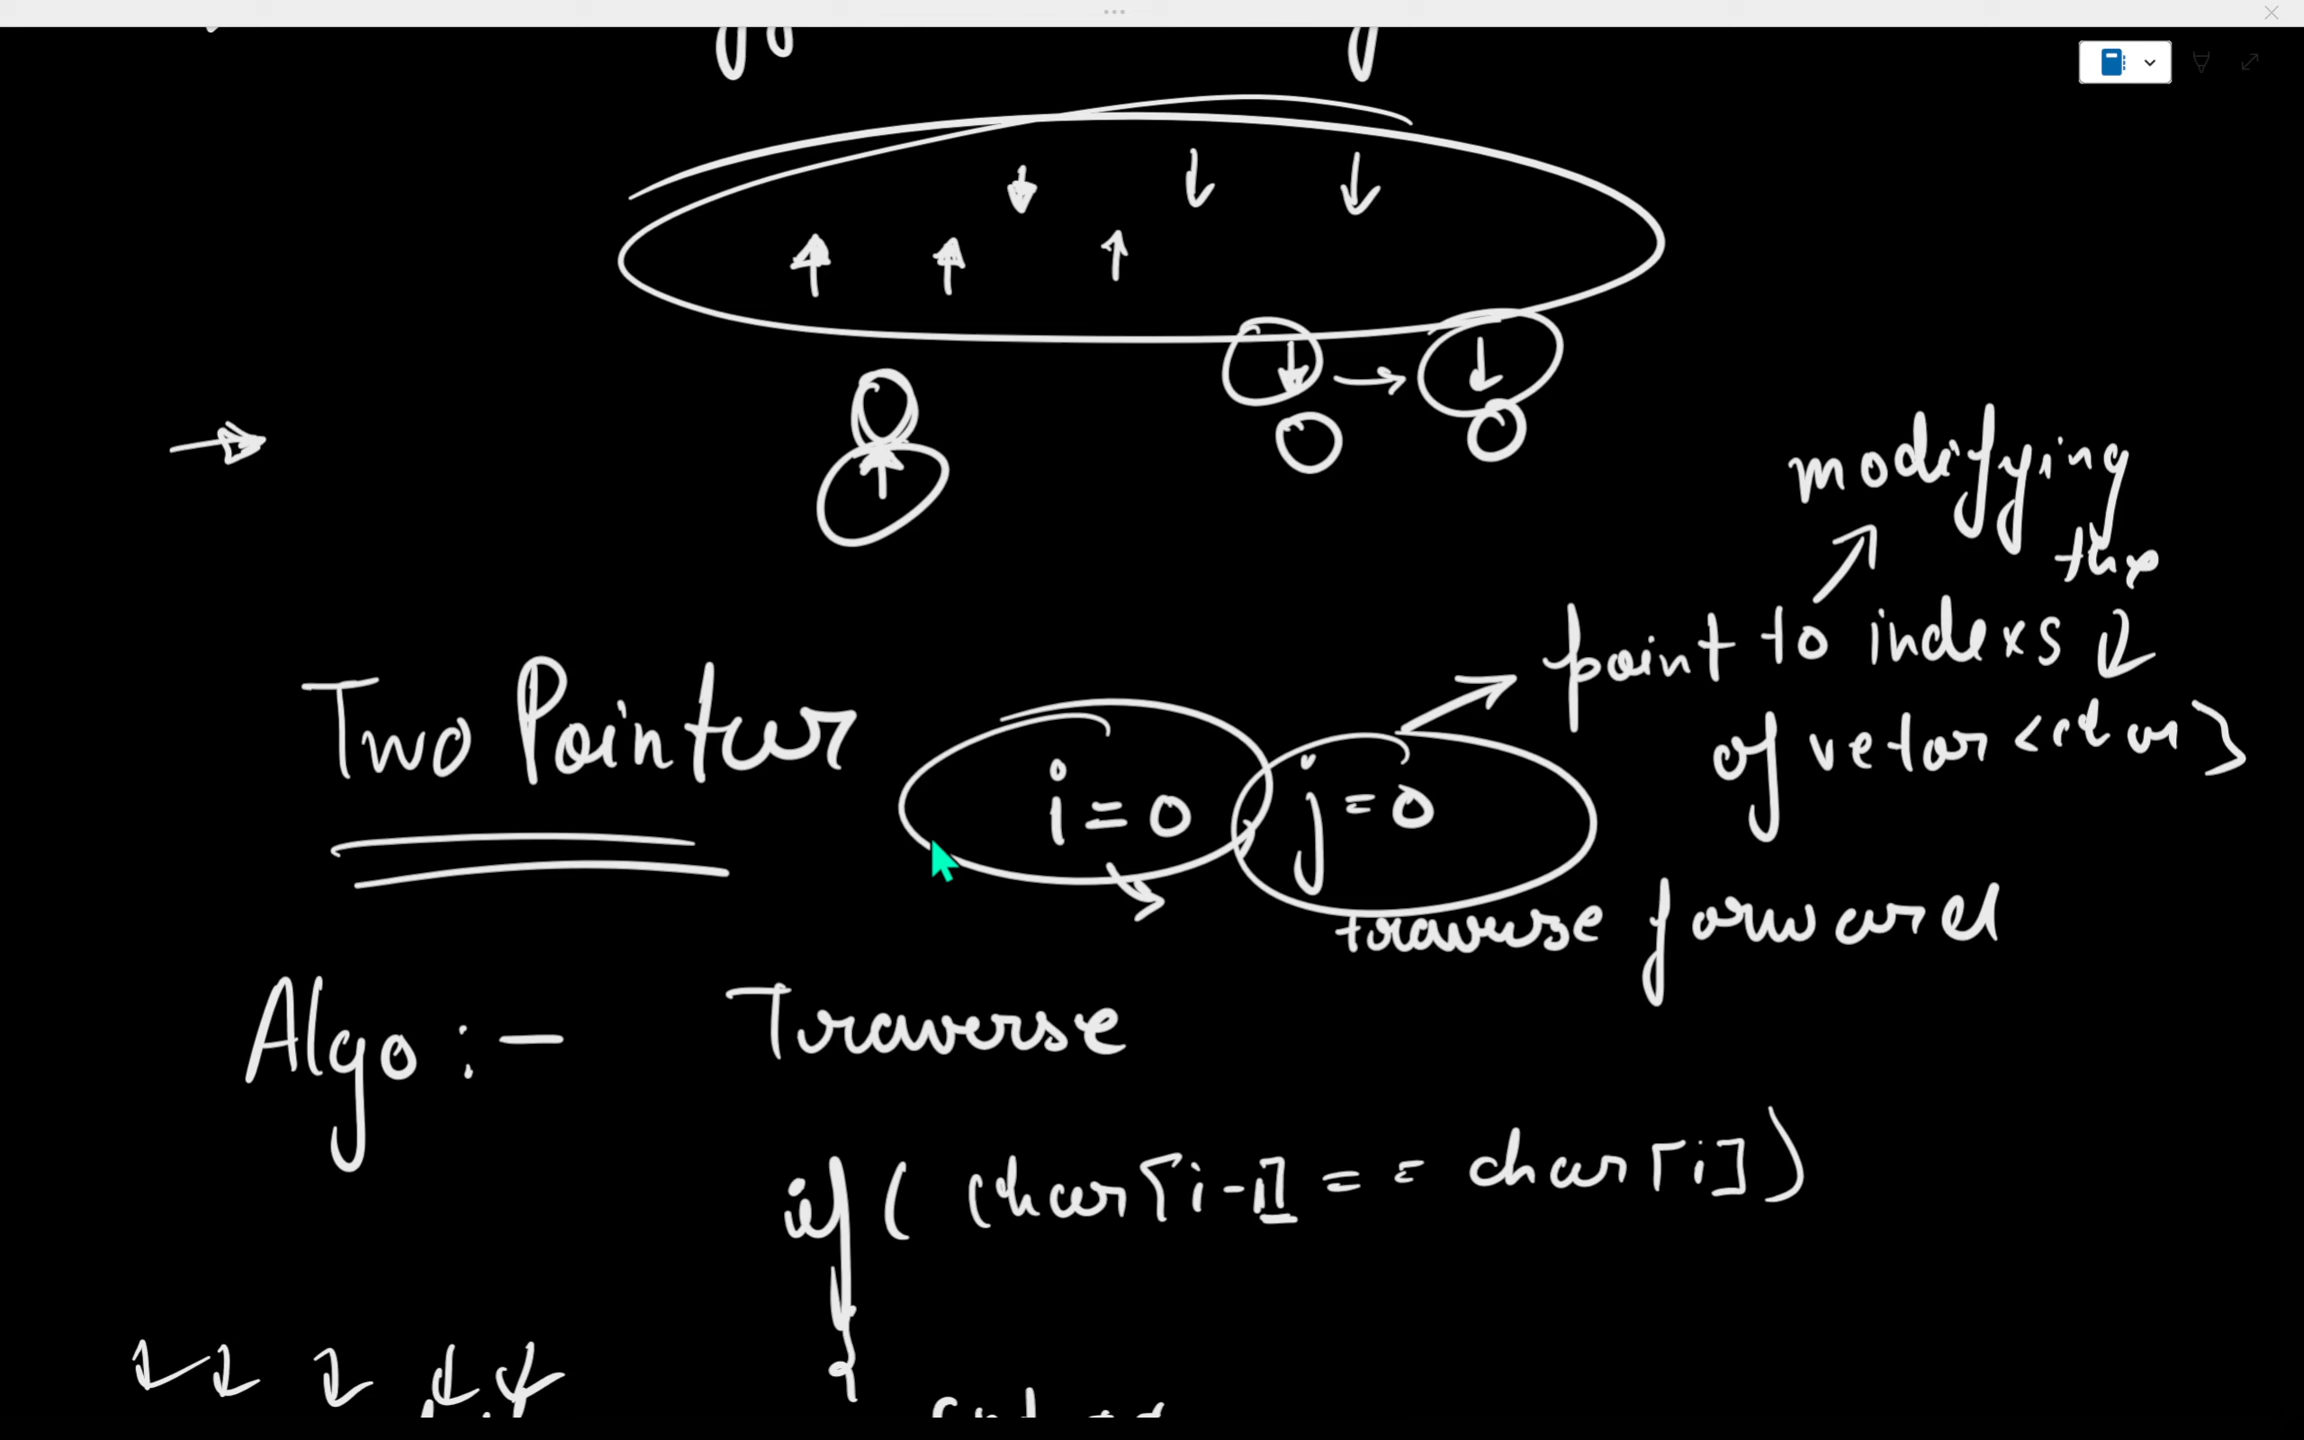 modifying
the
point to indexs
of vetor<char>
Two Pointer
i=0 j=0
traverse forward
Algo :- Traverse
if ( char[i-1] == char[i])
{